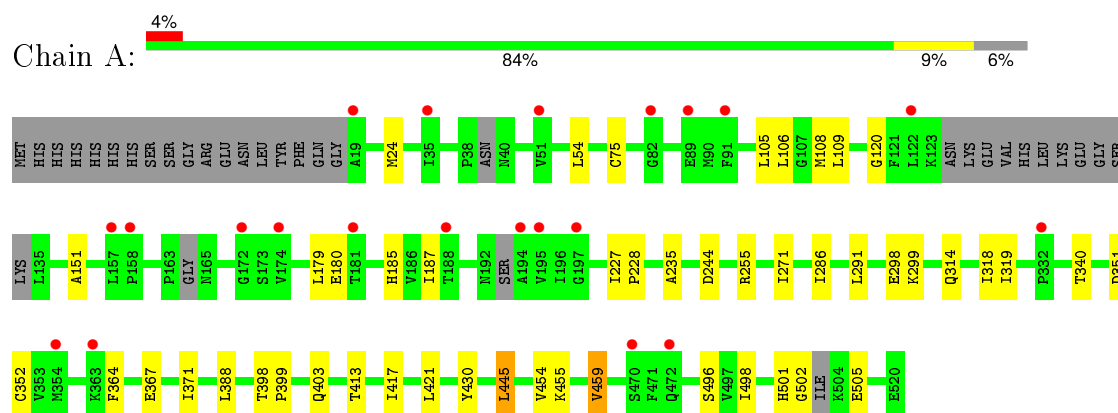 4%
Chain A:
84% 9% 6%
MET HIS HIS HIS HIS HIS HIS SER SER GLY ARG GLU ASN LEU TYR PHE GLN GLY A19 M24 I35 P38 ASN N40 V51 L54 C75 G82 E89 M90 F91 L105 L106 G107 M108 L109 G120 F121 L122 K123 ASN LYS GLU VAL HIS LEU LYS GLU GLY SER
LYS L135 A151 L157 P158 P163 GLY N165 G172 S173 V174 L179 E180 T181 H185 V186 I187 T188 N192 SER A194 V195 I196 G197 I227 P228 A235 D244 R255 I271 I286 L291 E298 K299 Q314 I318 I319 P332 T340 D351
C352 V353 M354 K363 F364 E367 I371 L388 T398 P399 Q403 T413 I417 L421 Y430 L445 V454 K455 V459 S470 F471 Q472 S496 V497 I498 H501 G502 ILE K504 E505 E520